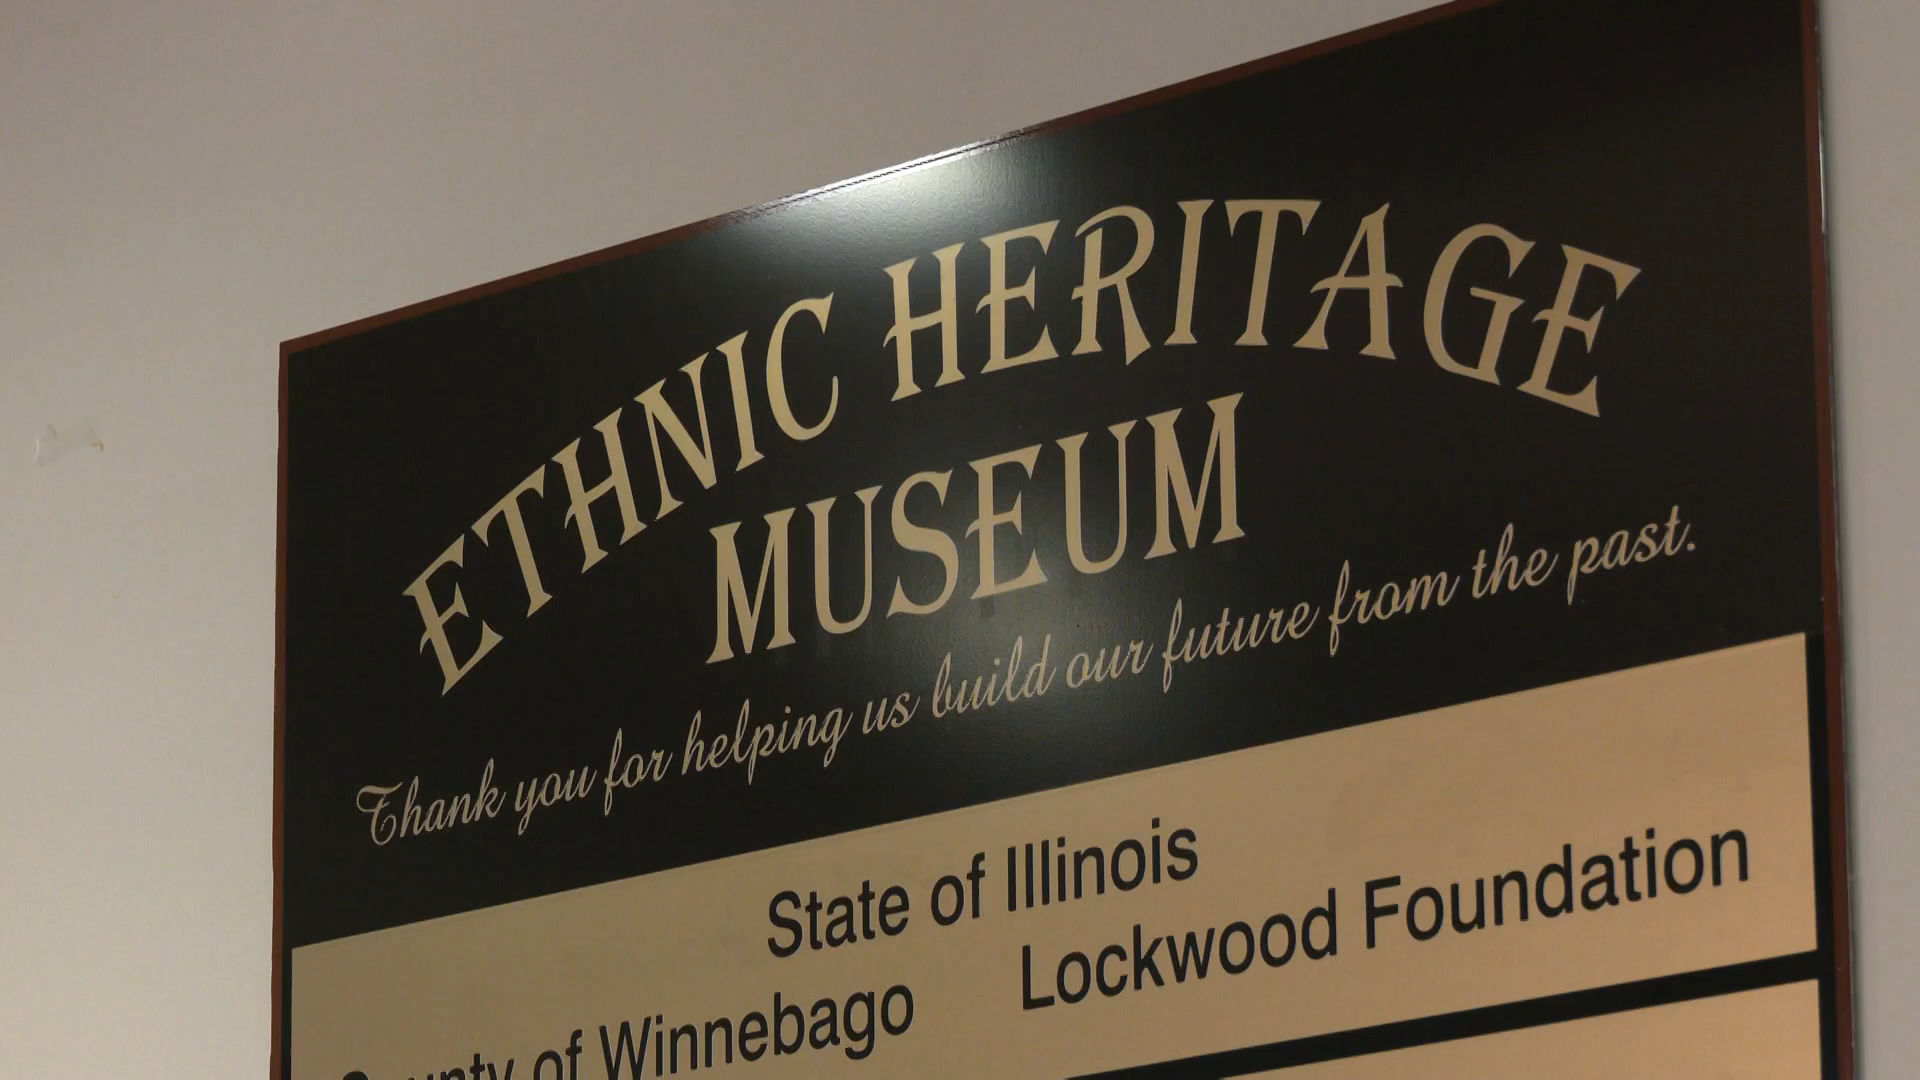 ETHNIC HERITAGE
MUSEUM
Thank you for helping us build our future from the past.
State of Illinois
County of Winnebago Lockwood Foundation